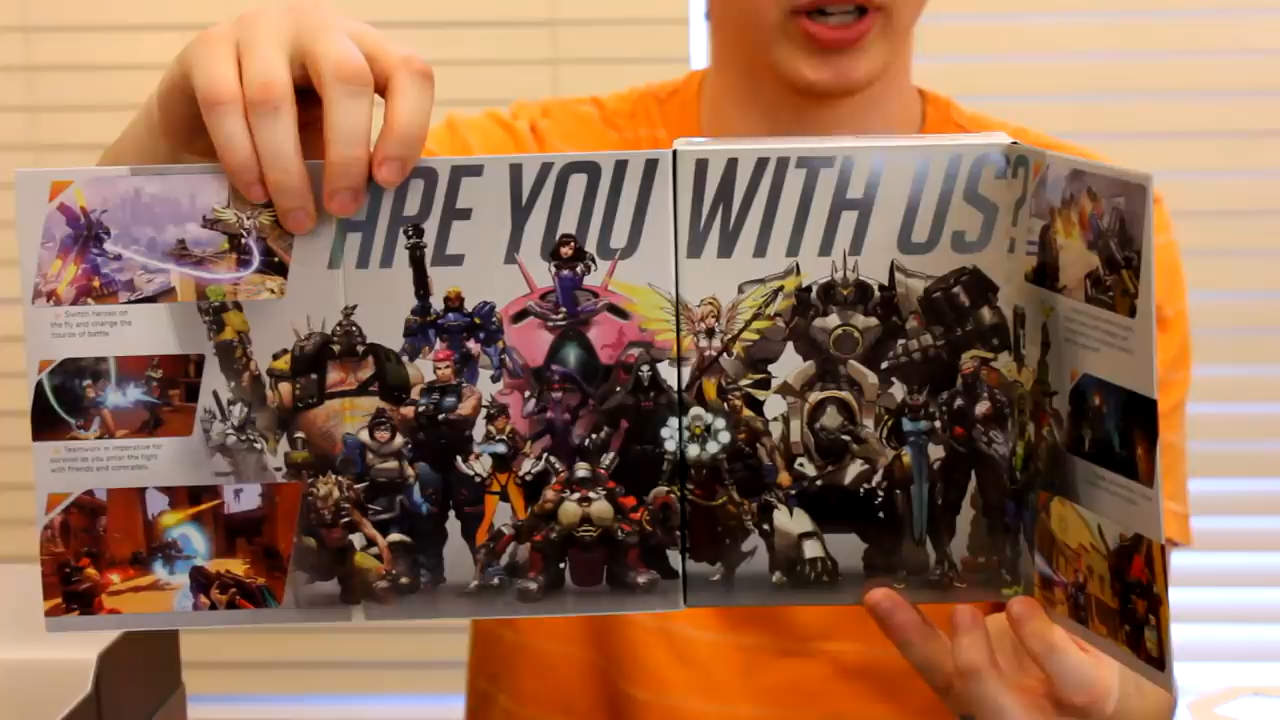 ARE YOU WITH US?
Switch heroes on
the fly and change the
course of battle.
Teamwork is imperative for
survival as you enter the fight
with friends and comrades.